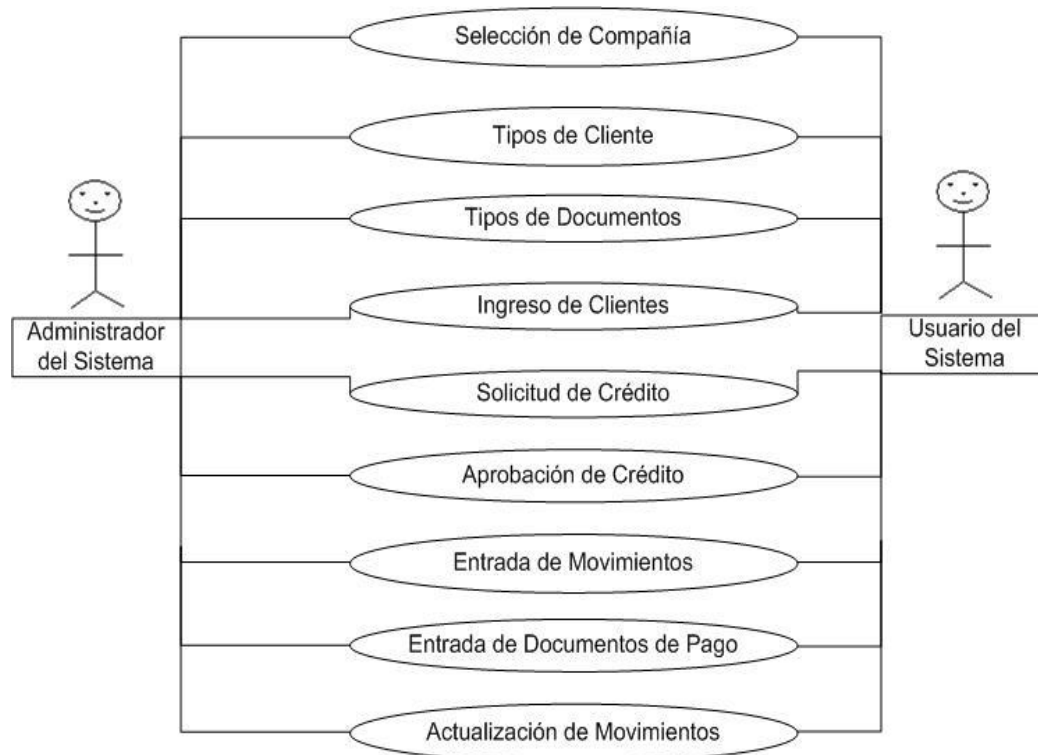 Selección de Compañía
Tipos de Cliente
Tipos de Documentos
Ingreso de Clientes
Administrador
del Sistema
Usuario del
Sistema
Solicitud de Crédito
Aprobación de Crédito
Entrada de Movimientos
Entrada de Documentos de Pago
Actualización de Movimientos